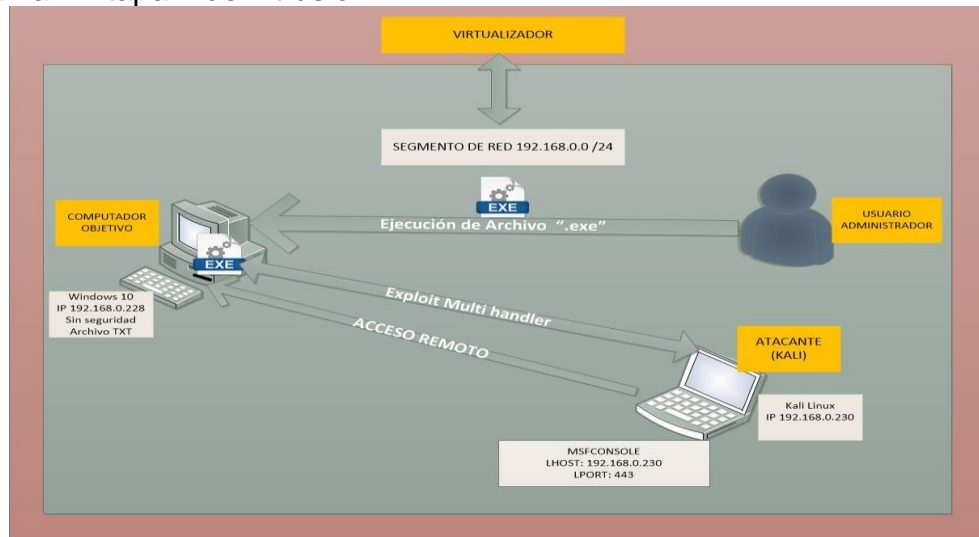 VIRTUALIZADOR
SEGMENTO DE RED 192.168.0.0 /24
EXE
Ejecución de Archivo ".exe"
COMPUTADOR
OBJETIVO
USUARIO
ADMINISTRADOR
EXE
Windows 10
IP 192.168.0.228
Sin seguridad
Archivo TXT
Exploit Multi handler
ACCESO REMOTO
ATACANTE
(KALI)
Kali Linux
IP 192.168.0.230
MSFCONSOLE
LHOST: 192.168.0.230
LPORT: 443